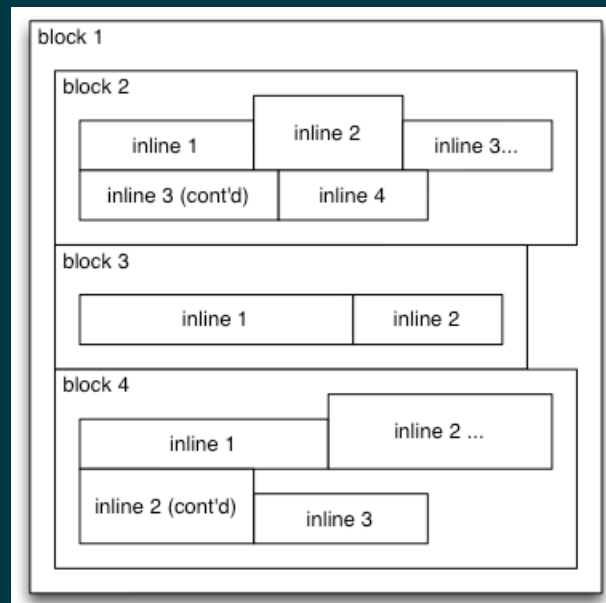 block 1
block 2
inline 1
inline 2
inline 3...
inline 3 (cont'd)
inline 4
block 3
inline 1
inline 2
block 4
inline 1
inline 2 ...
inline 2 (cont'd)
inline 3